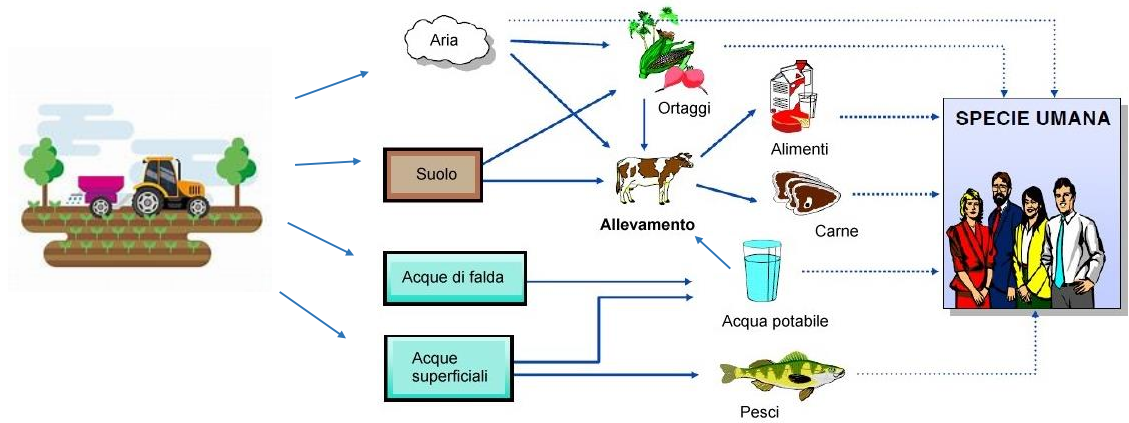 Aria
Ortaggi
SPECIE UMANA
Alimenti
Suolo
Allevamento
Carne
Acque di falda
Acqua potabile
Acque
superficiali
Pesci